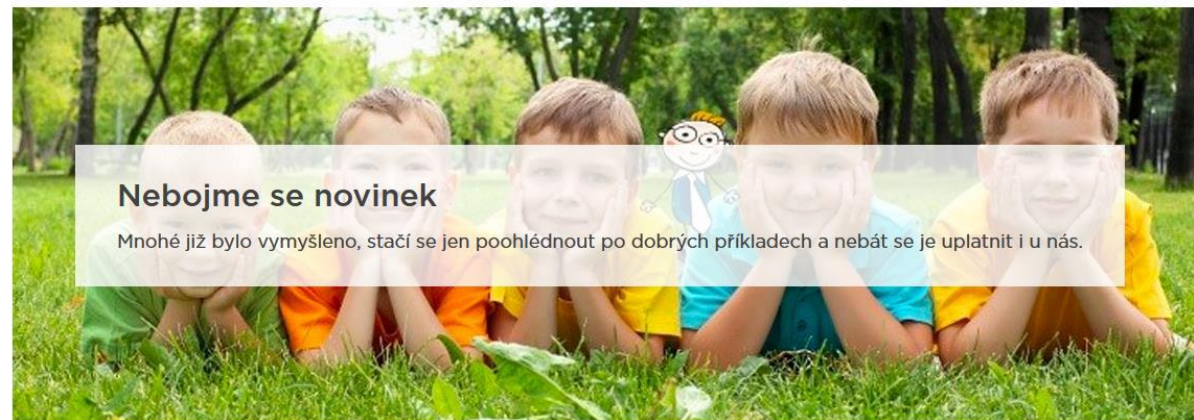 Nebojme se novinek
Mnohé již bylo vymyšleno, stačí se jen poohlédnout po dobrých příkladech a nebát se je uplatnit i u nás.